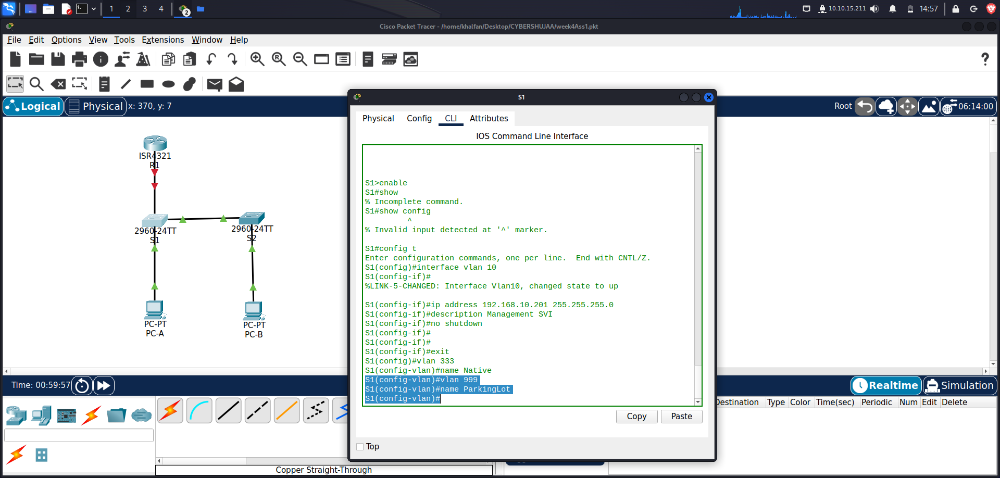 1
2
3
4
2
10.10.15.211
14:57
Cisco Packet Tracer - /home/khalfan/Desktop/CYBERSHUJAA/week4Ass1.pkt
File Edit Options View Tools Extensions Window Help
Logical
Physical
x: 370, y: 7
Root
06:14:00
ISR4321
R1
2960-24TT
S1
2960-24TT
S2
PC-PT
PC-A
PC-PT
PC-B
S1
Physical
Config
CLI
Attributes
IOS Command Line Interface
S1>enable
S1#show
% Incomplete command.
S1#show config
^
% Invalid input detected at '^' marker.
S1#config t
Enter configuration commands, one per line.  End with CNTL/Z.
S1(config)#interface vlan 10
S1(config-if)#
%LINK-5-CHANGED: Interface Vlan10, changed state to up
S1(config-if)#ip address 192.168.10.201 255.255.255.0
S1(config-if)#description Management SVI
S1(config-if)#no shutdown
S1(config-if)#
S1(config-if)#
S1(config-if)#exit
S1(config)#vlan 333
S1(config-vlan)#name Native
S1(config-vlan)#vlan 999
S1(config-vlan)#name ParkingLot
S1(config-vlan)#
Copy
Paste
Top
Time: 00:59:57
Realtime
Simulation
Destination Type Color Time(sec) Periodic Num Edit Delete
Copper Straight-Through